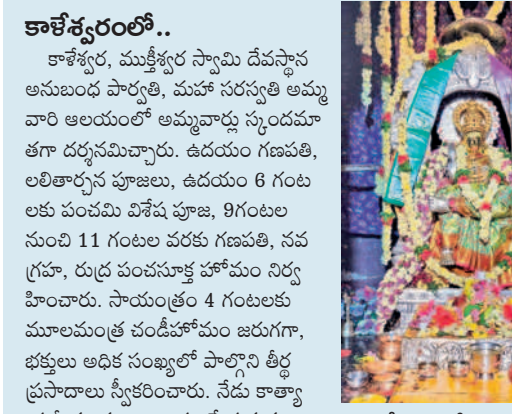 కాళేశ్వరంలో..
కాళేశ్వర, ముక్తీశ్వర స్వామి దేవస్థాన
అనుబంధ పార్వతి, మహా సరస్వతి అమ్మ
వారి ఆలయంలో అమ్మవార్లు స్కందమా
తగా దర్శనమిచ్చారు. ఉదయం గణపతి,
లలితార్చన పూజలు, ఉదయం 6 గంట
లకు పంచమి విశేష పూజ, 9గంటల
నుంచి 11 గంటల వరకు గణపతి, నవ
గ్రహ, రుద్ర పంచసూక్త హోమం నిర్వ
హించారు. సాయంత్రం 4 గంటలకు
మూలమంత్ర చండీహోమం జరుగగా,
భక్తులు అధిక సంఖ్యలో పాల్గొని తీర్థ
ప్రసాదాలు స్వీకరించారు. నేడు కాత్యా